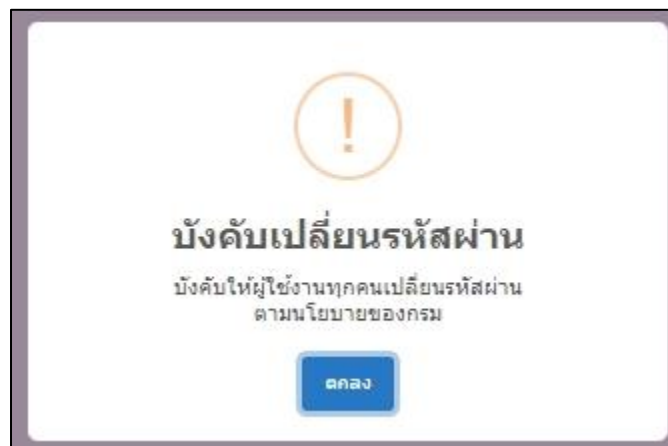 บังคับเปลี่ยนรหัสผ่าน
บังคับให้ผู้ใช้งานทุกคนเปลี่ยนรหัสผ่าน
ตามนโยบายของกรม
ตกลง